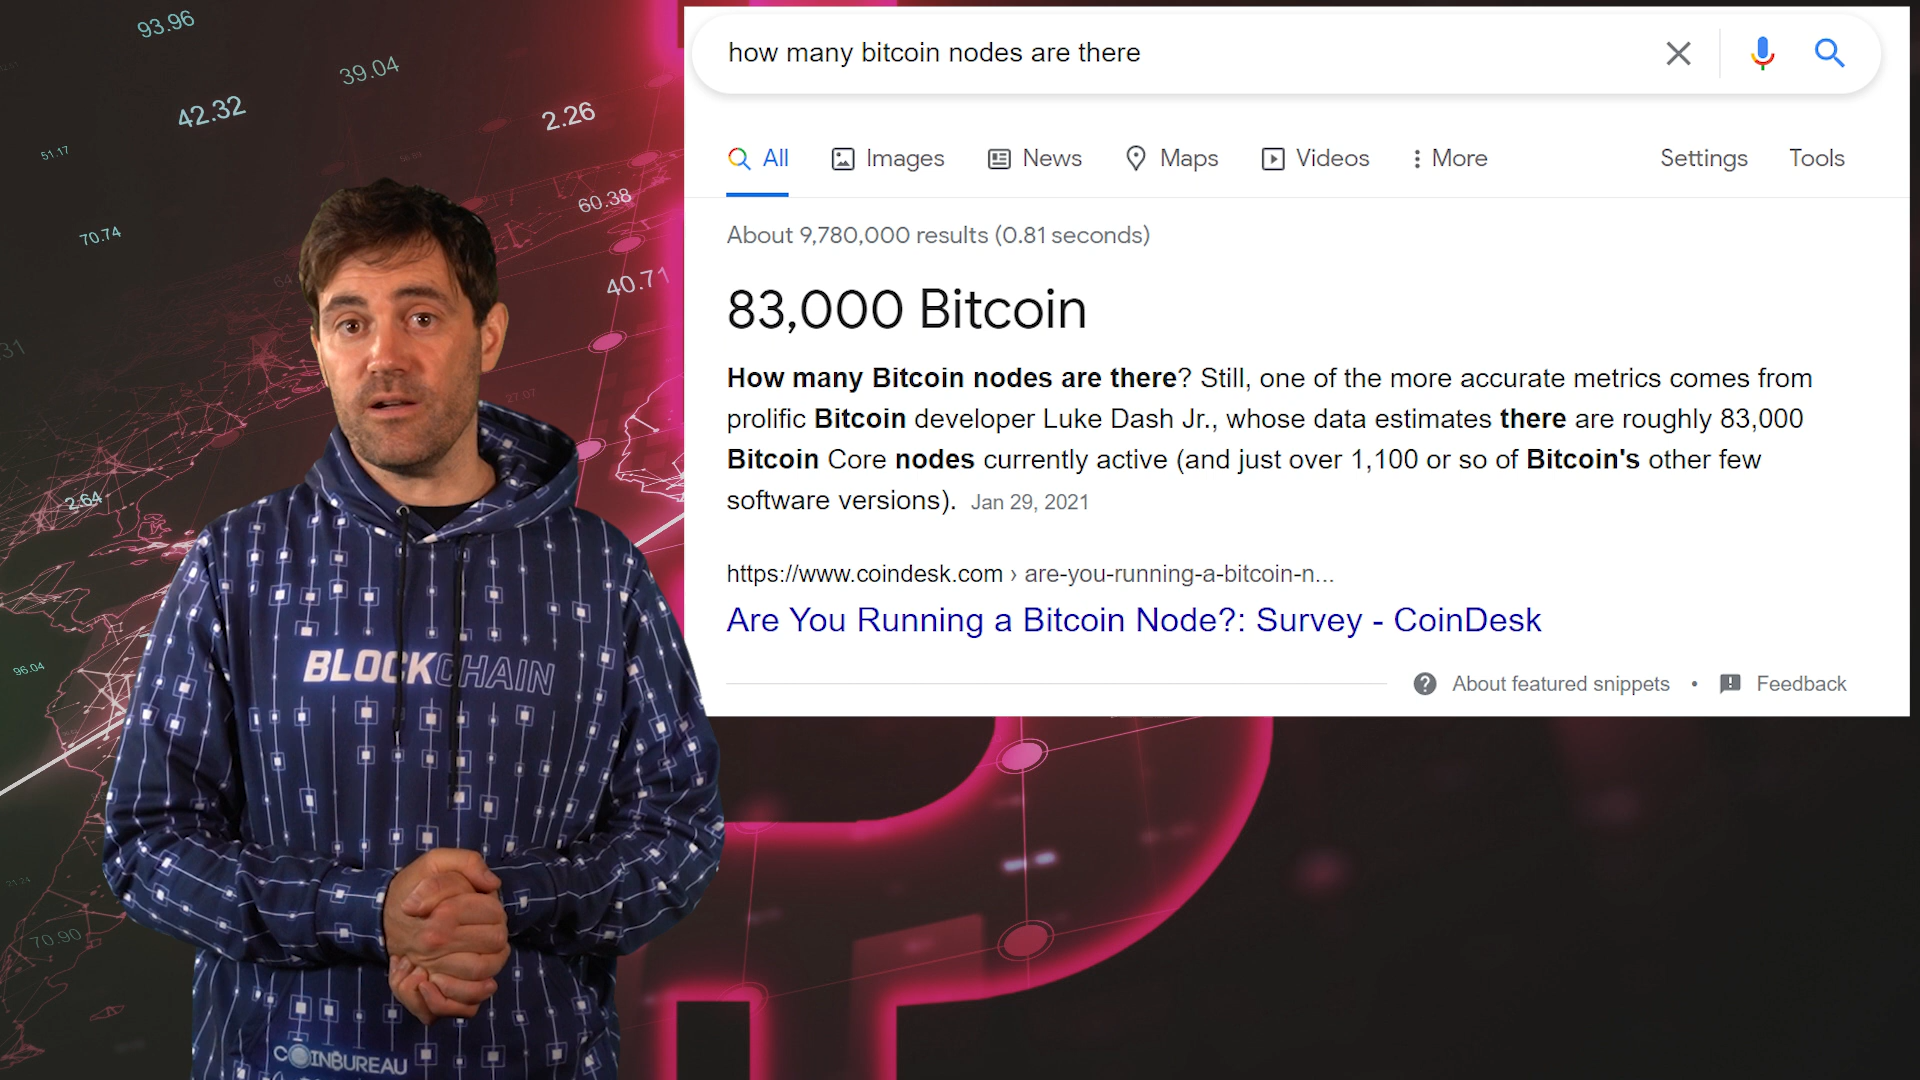 93.96
39.04
42.32
2.26
51.17
60.38
70.74
40.71
31
27.07
2.64
96.04
21.24
70.90
how many bitcoin nodes are there
All
Images
News
Maps
Videos
More
Settings
Tools
About 9,780,000 results (0.81 seconds)
83,000 Bitcoin
How many Bitcoin nodes are there? Still, one of the more accurate metrics comes from
prolific Bitcoin developer Luke Dash Jr., whose data estimates there are roughly 83,000
Bitcoin Core nodes currently active (and just over 1,100 or so of Bitcoin's other few
software versions). Jan 29, 2021
https://www.coindesk.com › are-you-running-a-bitcoin-n...
Are You Running a Bitcoin Node?: Survey - CoinDesk
About featured snippets • Feedback
BLOCKCHAIN
COINBUREAU